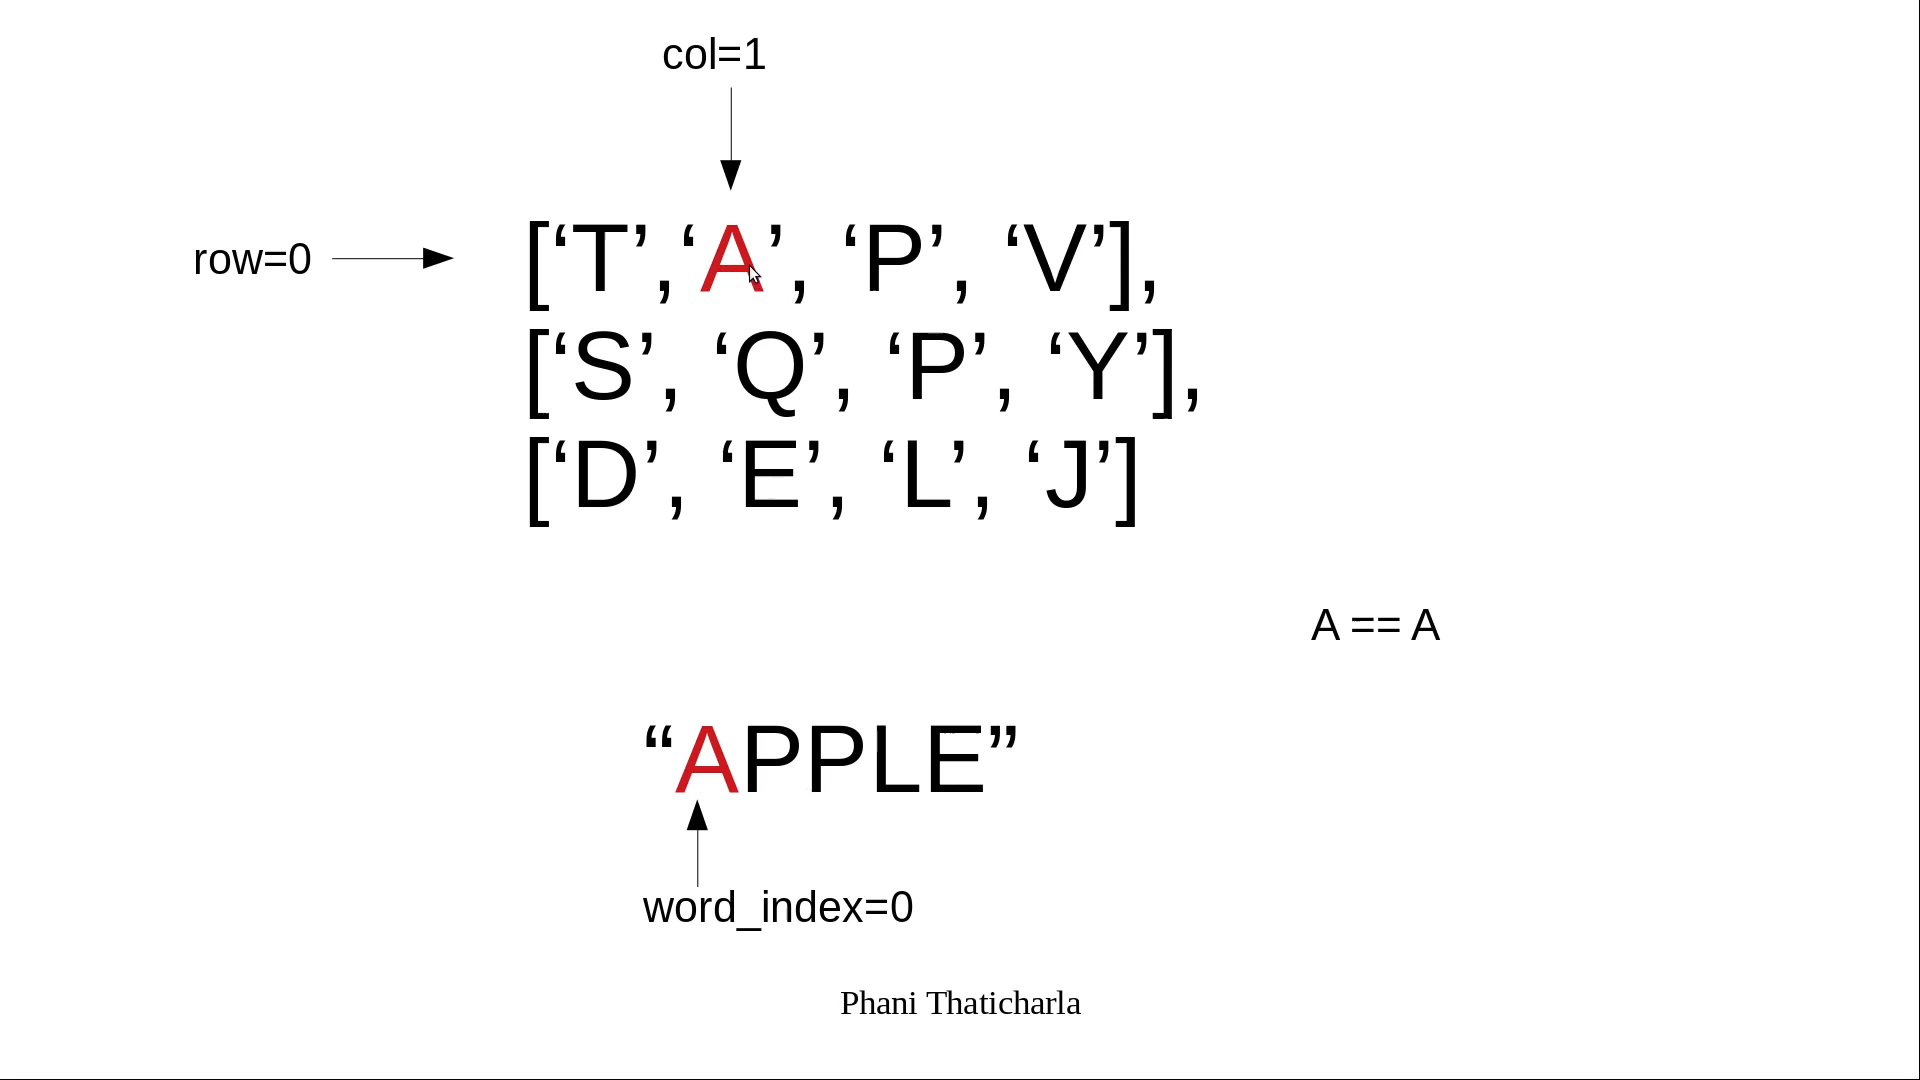 col=1
row=0
[‘T’,‘A’, ‘P’, ‘V’],
[‘S’, ‘Q’, ‘P’, ‘Y’],
[‘D’, ‘E’, ‘L’, ‘J’]
A == A
“APPLE”
word_index=0
Phani Thaticharla